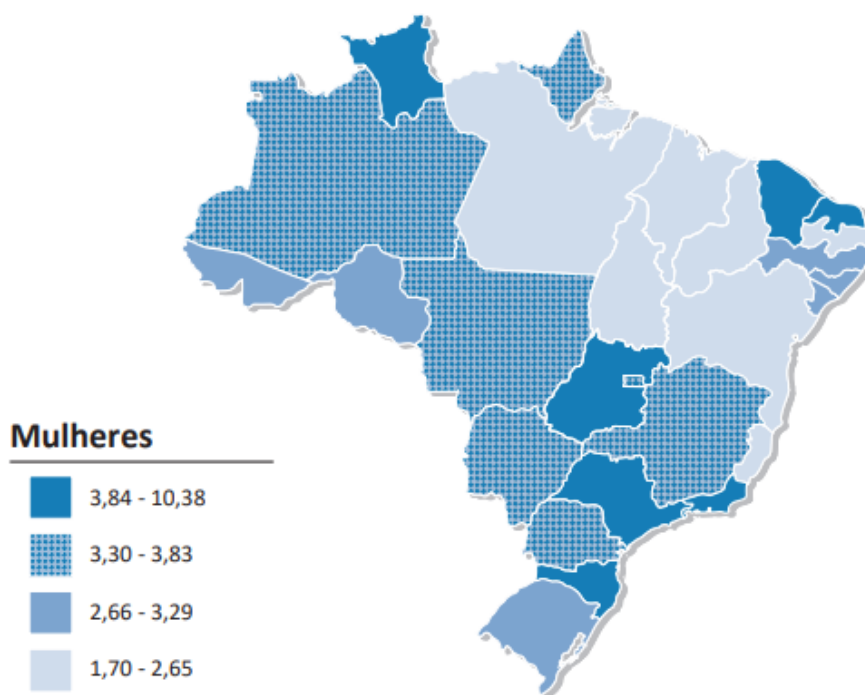 Mulheres
3,84 - 10,38
3,30 - 3,83
2,66 - 3,29
1,70 - 2,65